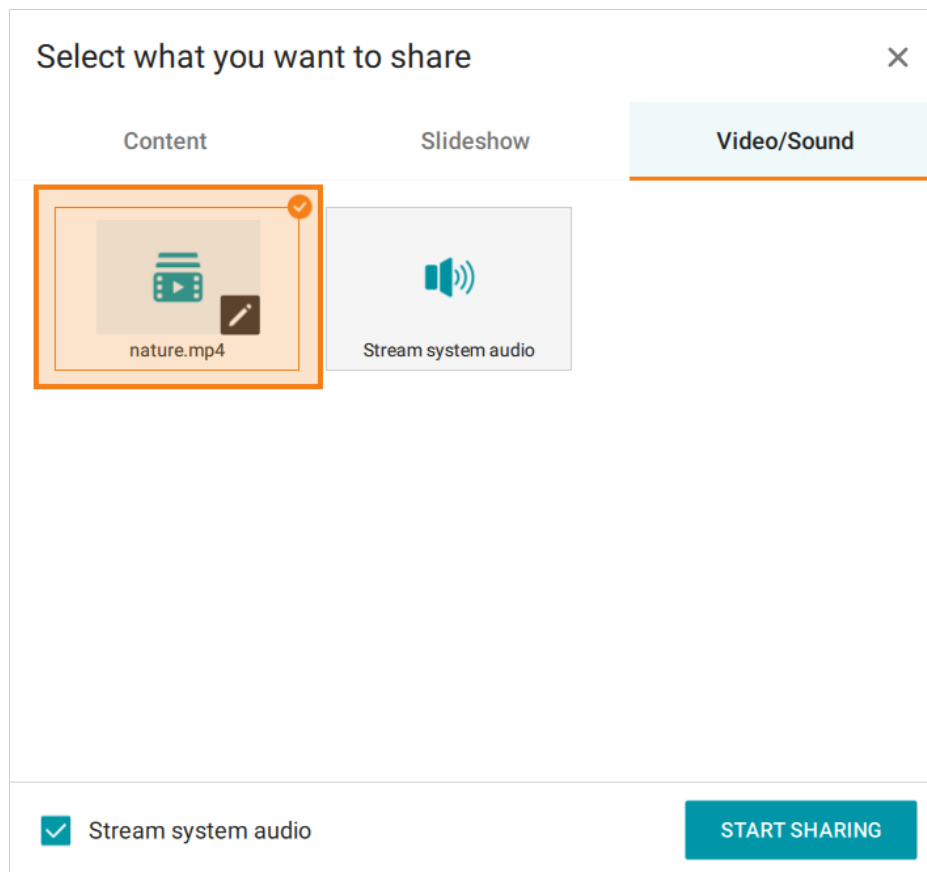 Select what you want to share
Content Slideshow Video/Sound
nature.mp4 Stream system audio
Stream system audio START SHARING